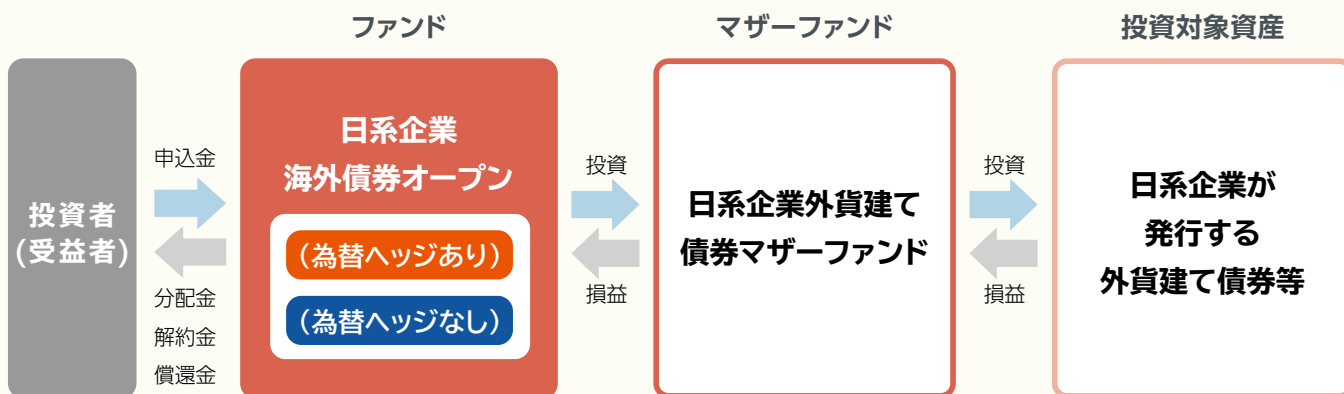 ファンド
マザーファンド
投資対象資産
投資者
(受益者)
申込金
分配金
解約金
償還金
日系企業
海外債券オープン
(為替ヘッジあり)
(為替ヘッジなし)
投資
損益
日系企業外貨建て
債券マザーファンド
投資
損益
日系企業が
発行する
外貨建て債券等